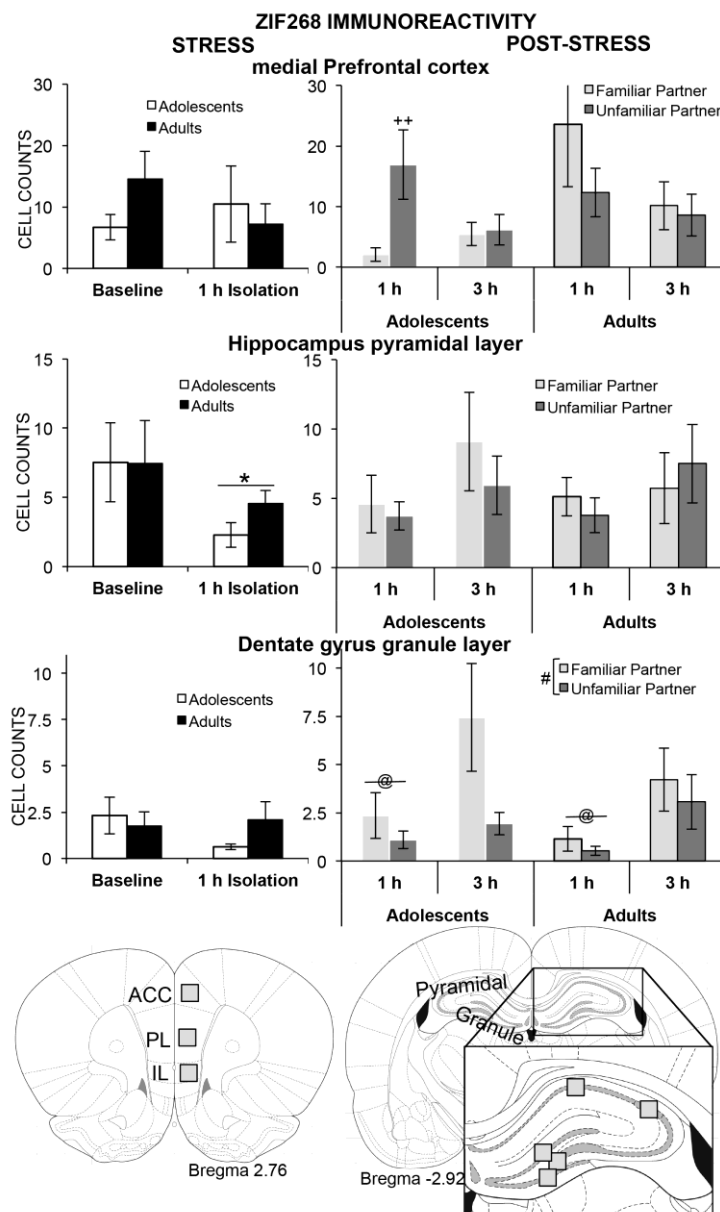 ZIF268 IMMUNOREACTIVITY
STRESS
POST-STRESS
medial Prefrontal cortex
CELL COUNTS
30
20
10
0
Adolescents
Adults
Baseline
1 h Isolation
30
20
10
0
++
Familiar Partner
Unfamiliar Partner
1 h
3 h
1 h
3 h
Adolescents
Adults
Hippocampus pyramidal layer
CELL COUNTS
15
10
5
0
Adolescents
Adults
*
Baseline
1 h Isolation
15
10
5
0
Familiar Partner
Unfamiliar Partner
1 h
3 h
1 h
3 h
Adolescents
Adults
Dentate gyrus granule layer
CELL COUNTS
10
7.5
5
2.5
0
Adolescents
Adults
Baseline
1 h Isolation
10
7.5
5
2.5
0
@
@
#
Familiar Partner
Unfamiliar Partner
1 h
3 h
1 h
3 h
Adolescents
Adults
ACC
PL
IL
Bregma 2.76
Pyramidal
Granule
Bregma -2.92